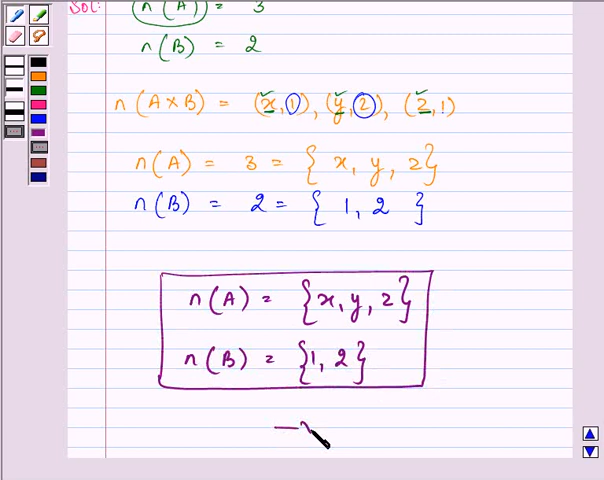 Sol: n(A) = 3
n(B) = 2
n(A×B) = (x,1), (y,2), (z,1)
n(A) = 3 = {x, y, z}
n(B) = 2 = {1, 2}
n(A) = {x, y, z}
n(B) = {1, 2}